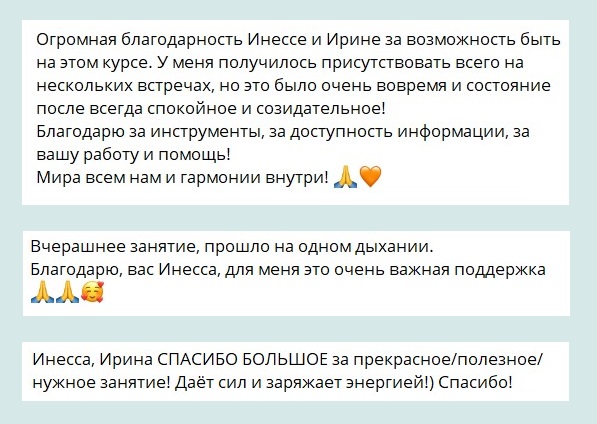 Огромная благодарность Инессе и Ирине за возможность быть
на этом курсе. У меня получилось присутствовать всего на
нескольких встречах, но это было очень вовремя и состояние
после всегда спокойное и созидательное!
Благодарю за инструменты, за доступность информации, за
вашу работу и помощь!
Мира всем нам и гармонии внутри! 🙏🧡
Вчерашнее занятие, прошло на одном дыхании.
Благодарю, вас Инесса, для меня это очень важная поддержка
🙏🙏🥰
Инесса, Ирина СПАСИБО БОЛЬШОЕ за прекрасное/полезное/
нужное занятие! Даёт сил и заряжает энергией!) Спасибо!